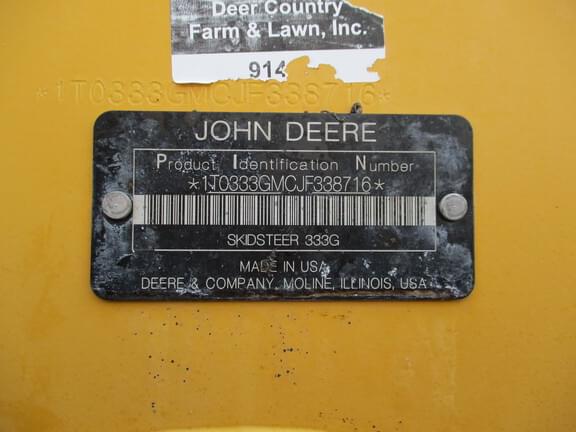 Deer Country
Farm & Lawn, Inc.
914
*1T0333GMCJF338716*
JOHN DEERE
Product Identification Number
*1T0333GMCJF338716*
SKIDSTEER 333G
MADE IN USA
DEERE & COMPANY, MOLINE, ILLINOIS, USA